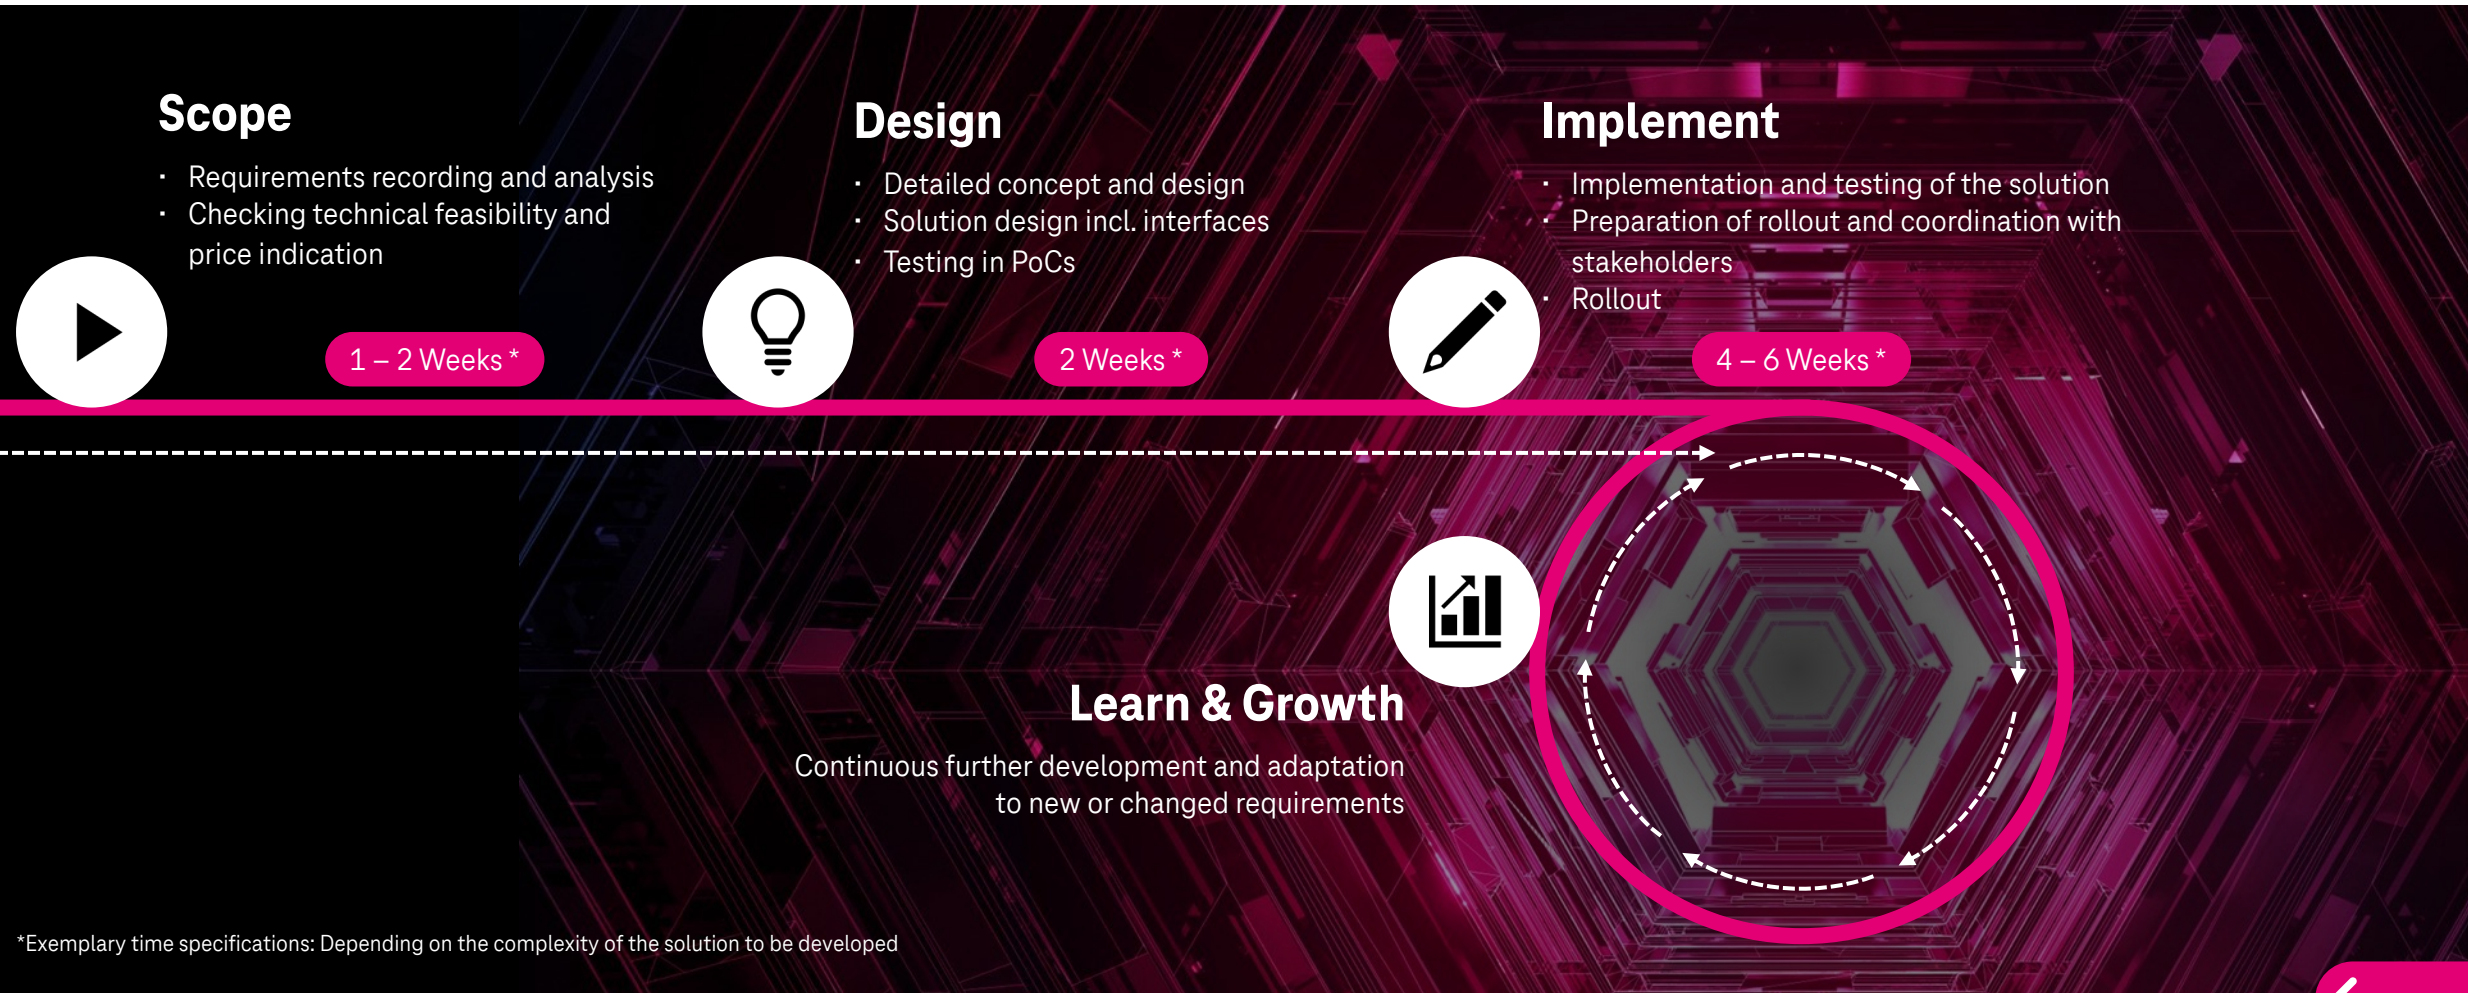 Scope
· Requirements recording and analysis
· Checking technical feasibility and
price indication
1 – 2 Weeks *
Design
· Detailed concept and design
· Solution design incl. interfaces
· Testing in PoCs
2 Weeks *
Implement
· Implementation and testing of the solution
· Preparation of rollout and coordination with
stakeholders
· Rollout
4 – 6 Weeks *
Learn & Growth
Continuous further development and adaptation
to new or changed requirements
*Exemplary time specifications: Depending on the complexity of the solution to be developed